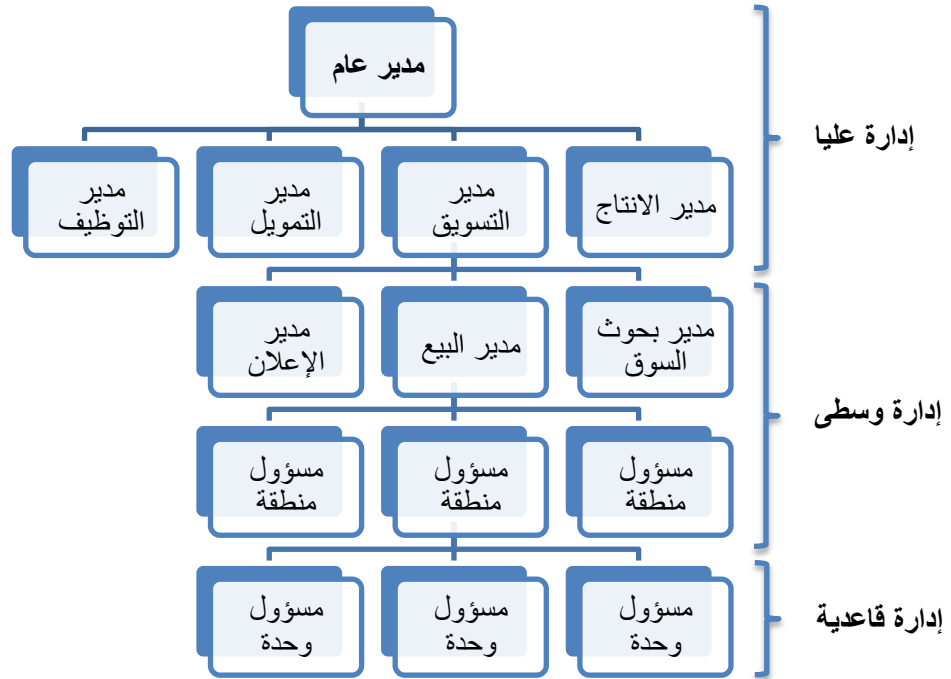 مدير عام
إدارة عليا
مدير الانتاج
مدير
التسويق
مدير
التمويل
مدير
التوظيف
مدير بحوث
السوق
مدير البيع
مدير
الإعلان
إدارة وسطى
مسؤول
منطقة
مسؤول
منطقة
مسؤول
منطقة
مسؤول
وحدة
مسؤول
وحدة
مسؤول
وحدة
إدارة قاعدية